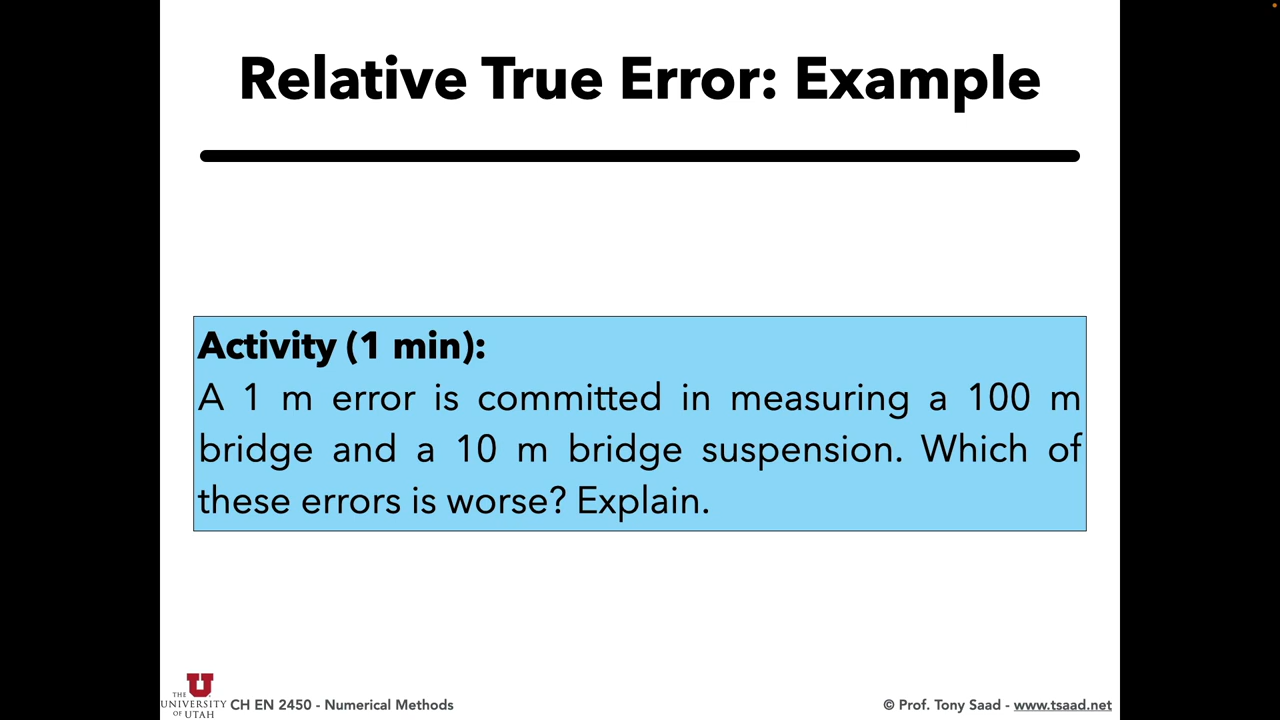 Relative True Error: Example
Activity (1 min):
A 1 m error is committed in measuring a 100 m
bridge and a 10 m bridge suspension. Which of
these errors is worse? Explain.
THE
UNIVERSITY
OF UTAH
CH EN 2450 - Numerical Methods
© Prof. Tony Saad - www.tsaad.net